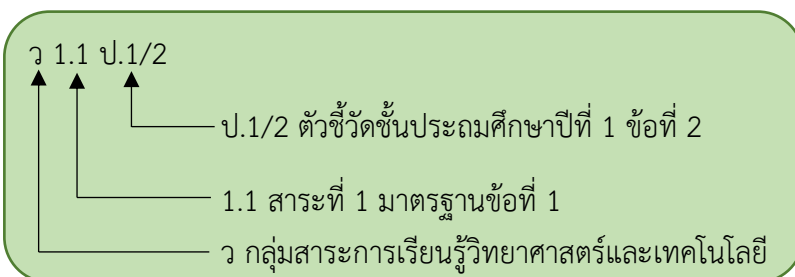 ว 1.1 ป.1/2
ป.1/2 ตัวชี้วัดชั้นประถมศึกษาปีที่ 1 ข้อที่ 2
1.1 สาระที่ 1 มาตรฐานข้อที่ 1
ว กลุ่มสาระการเรียนรู้วิทยาศาสตร์และเทคโนโลยี